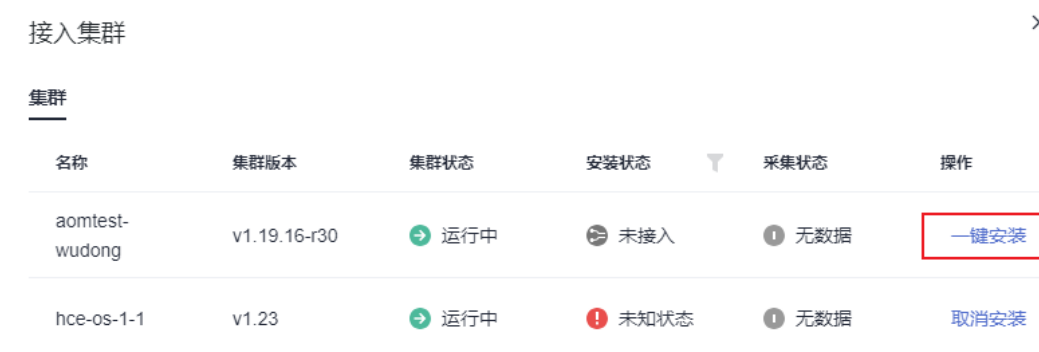 接入集群
集群
名称 集群版本 集群状态 安装状态 采集状态 操作
aomtest-
wudong v1.19.16-r30 运行中 未接入 无数据 一键安装
hce-os-1-1 v1.23 运行中 未知状态 无数据 取消安装